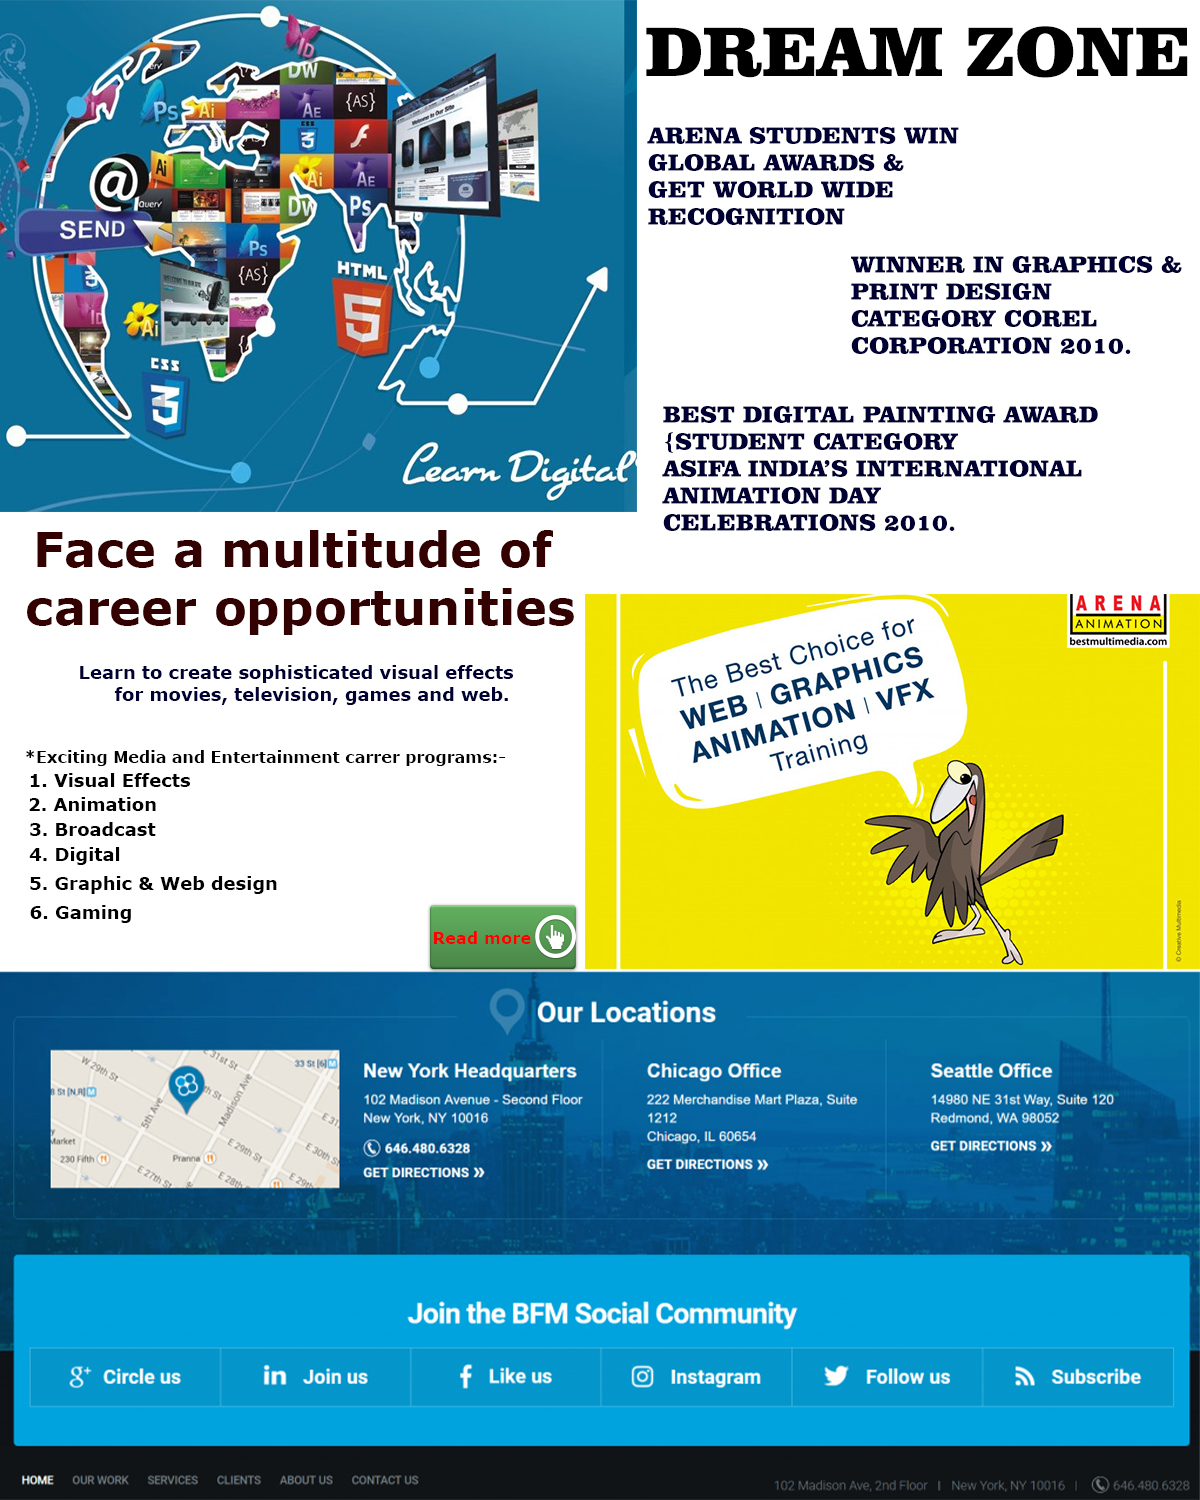 DREAM ZONE
ARENA STUDENTS WIN
GLOBAL AWARDS &
GET WORLD WIDE
RECOGNITION
WINNER IN GRAPHICS &
PRINT DESIGN
CATEGORY COREL
CORPORATION 2010.
BEST DIGITAL PAINTING AWARD
{STUDENT CATEGORY
ASIFA INDIA'S INTERNATIONAL
ANIMATION DAY
CELEBRATIONS 2010.
Id
DW
Ps
Ai
AE
{AS}
3
Welcome to Our Site
Ai
Ai
AE
@
Dw
Ps
SEND
Ps
{AS}
HTML
5
Ai
CSS
3
Learn Digital
Face a multitude of
career opportunities
Learn to create sophisticated visual effects
for movies, television, games and web.
*Exciting Media and Entertainment carrer programs:-
1. Visual Effects
2. Animation
3. Broadcast
4. Digital
5. Graphic & Web design
6. Gaming
Read more
ARENA
ANIMATION
bestmultimedia.com
The Best Choice for
WEB | GRAPHICS
ANIMATION | VFX
Training
© Creative Multimedia
Our Locations
W 29th St
E 31st St
33 St [6] M
8 St [N,R] M
5th Ave
Madison Ave
th St
E 31
Market
230 Fifth
Pranna
E 29th St
E 30th S
E 27th St
E 28th
New York Headquarters
102 Madison Avenue - Second Floor
New York, NY 10016
646.480.6328
GET DIRECTIONS »
Chicago Office
222 Merchandise Mart Plaza, Suite
1212
Chicago, IL 60654
GET DIRECTIONS »
Seattle Office
14980 NE 31st Way, Suite 120
Redmond, WA 98052
GET DIRECTIONS »
Join the BFM Social Community
g+ Circle us
in Join us
f Like us
Instagram
Follow us
Subscribe
HOME OUR WORK SERVICES CLIENTS ABOUT US CONTACT US
102 Madison Ave, 2nd Floor | New York, NY 10016 | 646.480.6328